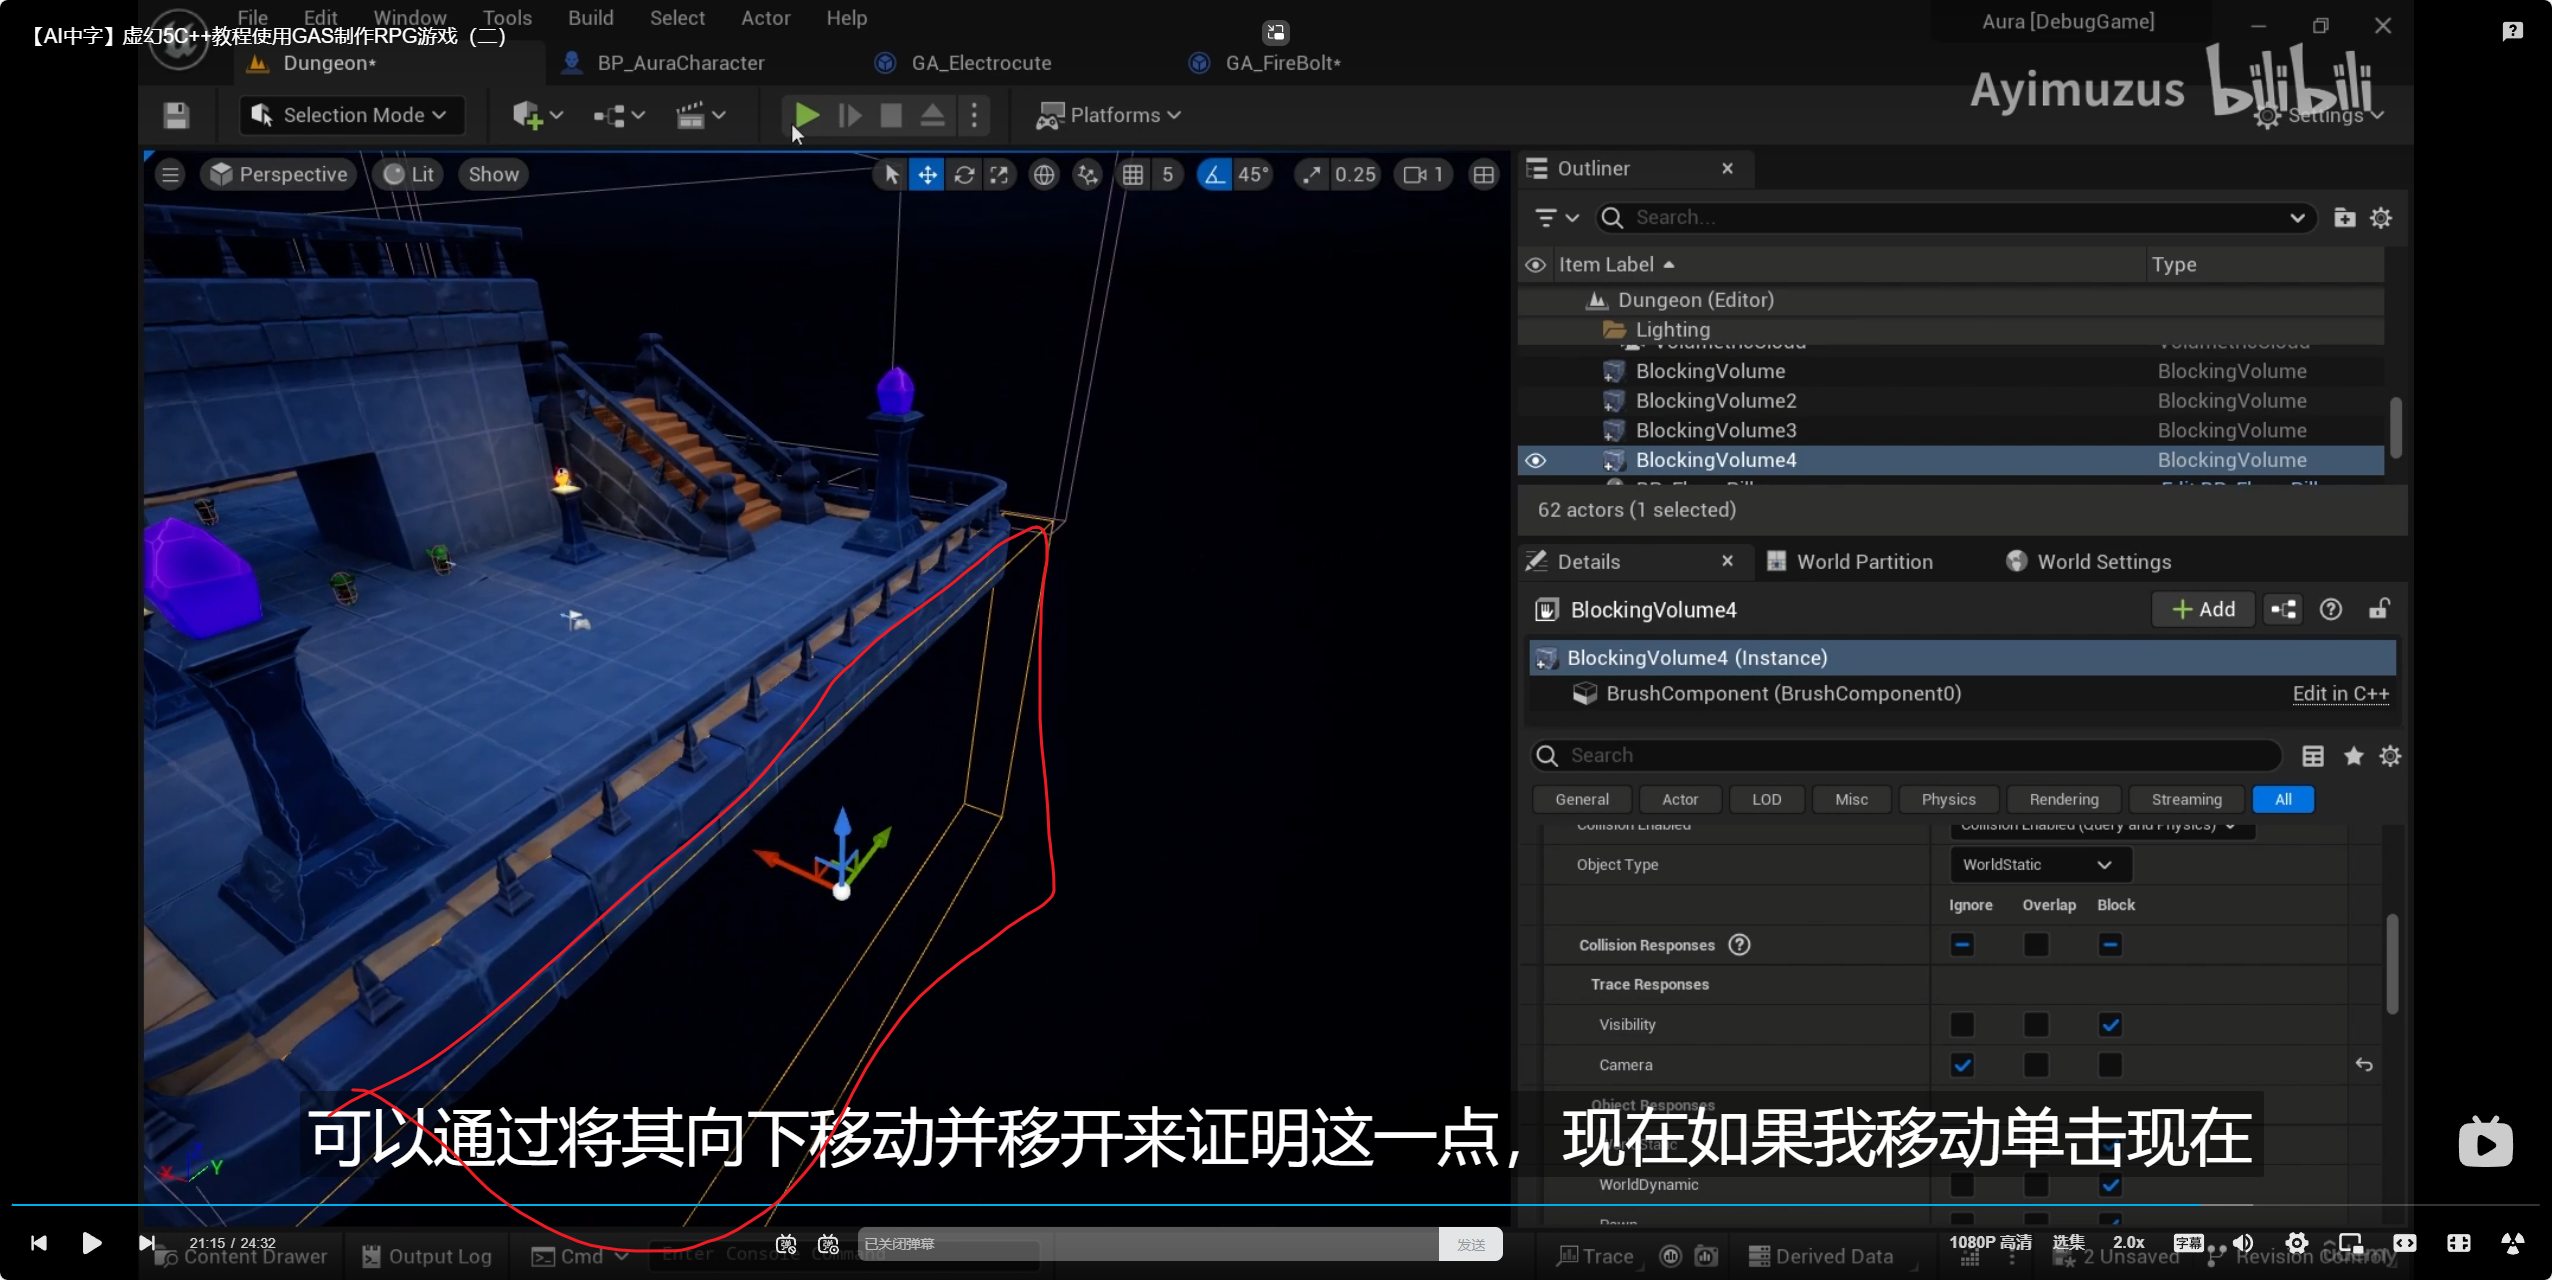 File Edit Window Tools Build Select Actor Help
Aura [DebugGame]
【AI中字】虚幻5C++教程使用GAS制作RPG游戏（二）
Dungeon*
BP_AuraCharacter
GA_Electrocute
GA_FireBolt*
Ayimuzus
bilibili
Selection Mode
Platforms
Settings
Perspective
Lit
Show
5
45°
0.25
1
Outliner
Search...
Item Label
Type
Dungeon (Editor)
Lighting
BlockingVolume BlockingVolume
BlockingVolume2 BlockingVolume
BlockingVolume3 BlockingVolume
BlockingVolume4 BlockingVolume
62 actors (1 selected)
Details
World Partition
World Settings
BlockingVolume4
Add
BlockingVolume4 (Instance)
BrushComponent (BrushComponent0)
Edit in C++
Search
General Actor LOD Misc Physics Rendering Streaming All
Collision Enabled Collision Enabled (Query and Physics)
Object Type WorldStatic
Ignore Overlap Block
Collision Responses
Trace Responses
Visibility
Camera
Object Responses
可以通过将其向下移动并移开来证明这一点，现在如果我移动单击现在
WorldDynamic
X
Y
21:15 / 24:32
已关闭弹幕
发送
1080P 高清
选集
2.0x
字幕
Content Drawer
Output Log
Cmd
Enter Console Command
Trace
Derived Data
2 Unsaved
Revision Control